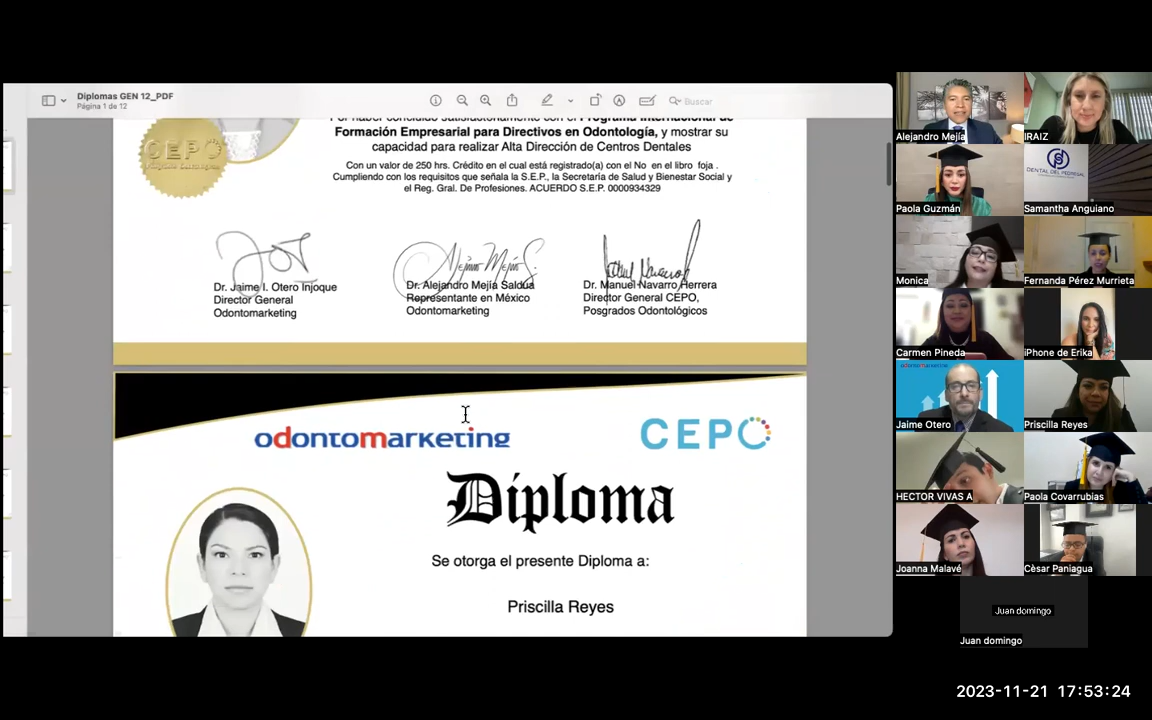 Diplomas GEN 12_PDF
Página 1 de 12
Buscar
Por haber concluido satisfactoriamente con el Programa Internacional de
Formación Empresarial para Directivos en Odontología, y mostrar su
capacidad para realizar Alta Dirección de Centros Dentales
Con un valor de 250 hrs. Crédito en el cual está registrado(a) con el No en el libro foja .
Cumpliendo con los requisitos que señala la S.E.P., la Secretaría de Salud y Bienestar Social y
el Reg. Gral. De Profesiones. ACUERDO S.E.P. 0000934329
CEPO
Dr. Jaime I. Otero Injoque
Director General
Odontomarketing
Dr. Alejandro Mejía Saldua
Representante en México
Odontomarketing
Dr. Manuel Navarro Herrera
Director General CEPO,
Posgrados Odontológicos
odontomarketing
CEPO
Diploma
Se otorga el presente Diploma a:
Priscilla Reyes
Alejandro Mejía
IRAIZ
Paola Guzmán
DENTAL DEL PEDREGAL
Samantha Anguiano
Monica
Fernanda Pérez Murrieta
Carmen Pineda
iPhone de Erika
odontomarketing
Jaime Otero
Priscilla Reyes
HECTOR VIVAS A
Paola Covarrubias
Joanna Malavé
Cèsar Paniagua
Juan domingo
Juan domingo
2023-11-21 17:53:24